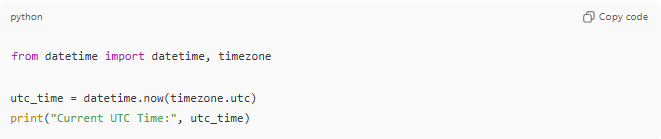 python Copy code
from datetime import datetime, timezone
utc_time = datetime.now(timezone.utc)
print("Current UTC Time:", utc_time)